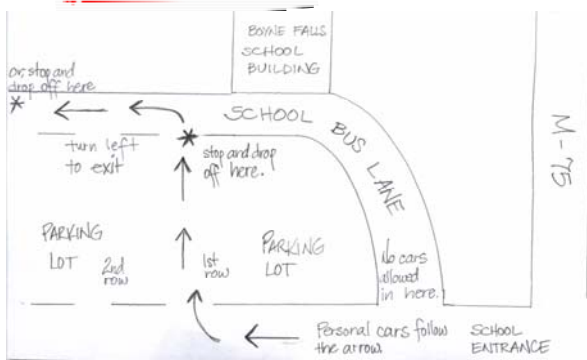 BOYNE FALLS
SCHOOL
BUILDING
or, stop and
drop off here
SCHOOL BUS LANE
M-75
turn left
to exit
stop and drop
off here.
PARKING
LOT
2nd
row
1st
row
PARKING
LOT
No cars
allowed
in here.
Personal cars follow
the arrow.
SCHOOL
ENTRANCE